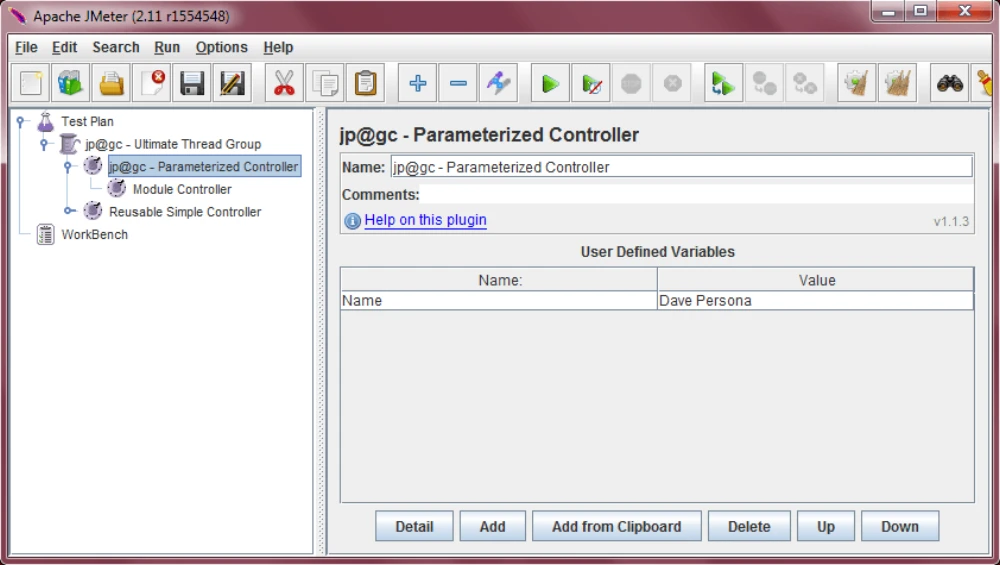 Apache JMeter (2.11 r1554548)
File Edit Search Run Options Help
Test Plan
jp@gc - Ultimate Thread Group
jp@gc - Parameterized Controller
Module Controller
Reusable Simple Controller
WorkBench
jp@gc - Parameterized Controller
Name: jp@gc - Parameterized Controller
Comments:
Help on this plugin v1.1.3
User Defined Variables
Name: Value
Name Dave Persona
Detail Add Add from Clipboard Delete Up Down